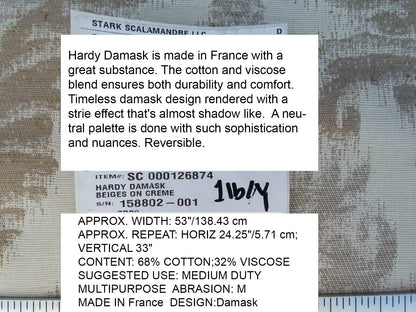 STARK SCALAMANDRE LLC
Hardy Damask is made in France with a
great substance. The cotton and viscose
blend ensures both durability and comfort.
Timeless damask design rendered with a
strie effect that's almost shadow like.  A neu-
tral palette is done with such sophistication
and nuances. Reversible.
ITEM#: SC 000126874
HARDY DAMASK
BEIGES ON CREME
S/N: 158802-001
1lb/y
APPROX. WIDTH: 53"/138.43 cm
APPROX. REPEAT: HORIZ 24.25"/5.71 cm;
VERTICAL 33"
CONTENT: 68% COTTON;32% VISCOSE
SUGGESTED USE: MEDIUM DUTY
MULTIPURPOSE  ABRASION: M
MADE IN France  DESIGN:Damask